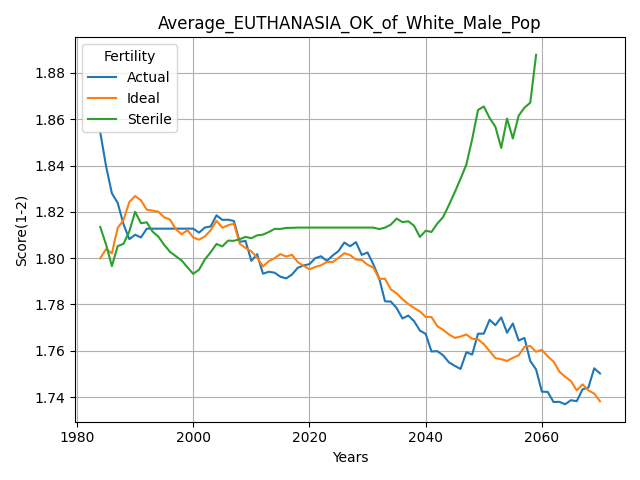 Average_EUTHANASIA_OK_of_White_Male_Pop
Fertility
Actual
Ideal
Sterile
Score(1-2)
1.88
1.86
1.84
1.82
1.80
1.78
1.76
1.74
1980
2000
2020
2040
2060
Years